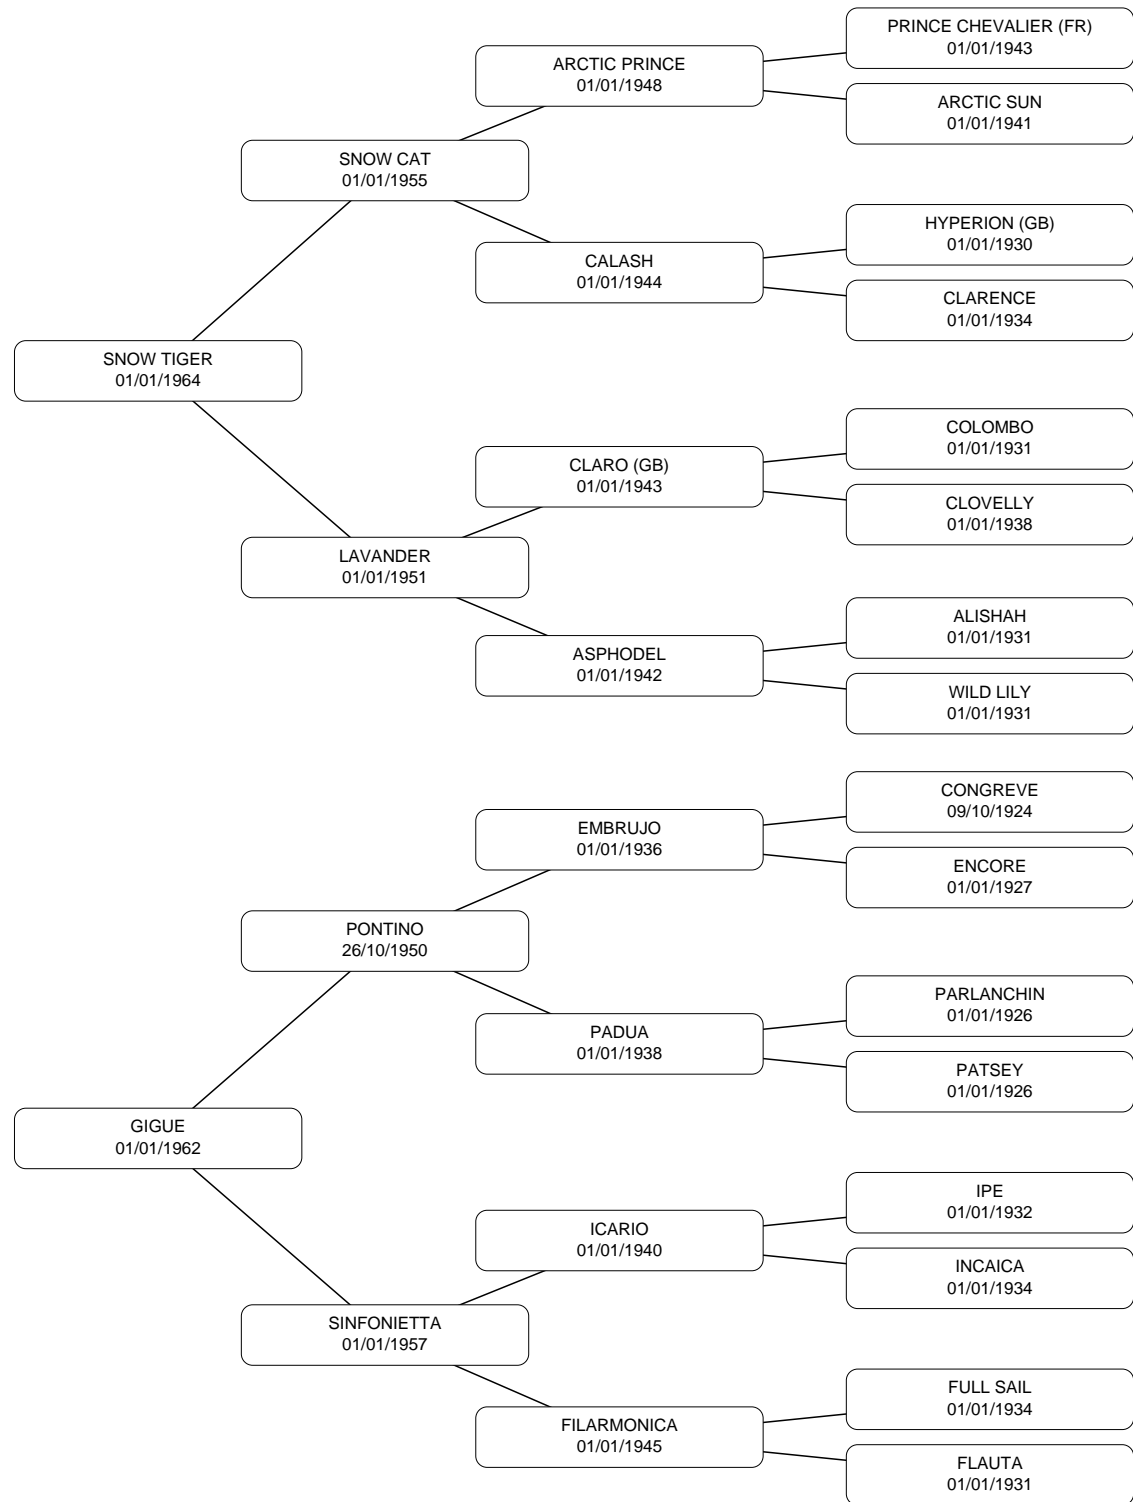 PRINCE CHEVALIER (FR)
01/01/1943
ARCTIC PRINCE
01/01/1948
ARCTIC SUN
01/01/1941
SNOW CAT
01/01/1955
HYPERION (GB)
01/01/1930
CALASH
01/01/1944
CLARENCE
01/01/1934
SNOW TIGER
01/01/1964
COLOMBO
01/01/1931
CLARO (GB)
01/01/1943
CLOVELLY
01/01/1938
LAVANDER
01/01/1951
ALISHAH
01/01/1931
ASPHODEL
01/01/1942
WILD LILY
01/01/1931
CONGREVE
09/10/1924
EMBRUJO
01/01/1936
ENCORE
01/01/1927
PONTINO
26/10/1950
PARLANCHIN
01/01/1926
PADUA
01/01/1938
PATSEY
01/01/1926
GIGUE
01/01/1962
IPE
01/01/1932
ICARIO
01/01/1940
INCAICA
01/01/1934
SINFONIETTA
01/01/1957
FULL SAIL
01/01/1934
FILARMONICA
01/01/1945
FLAUTA
01/01/1931